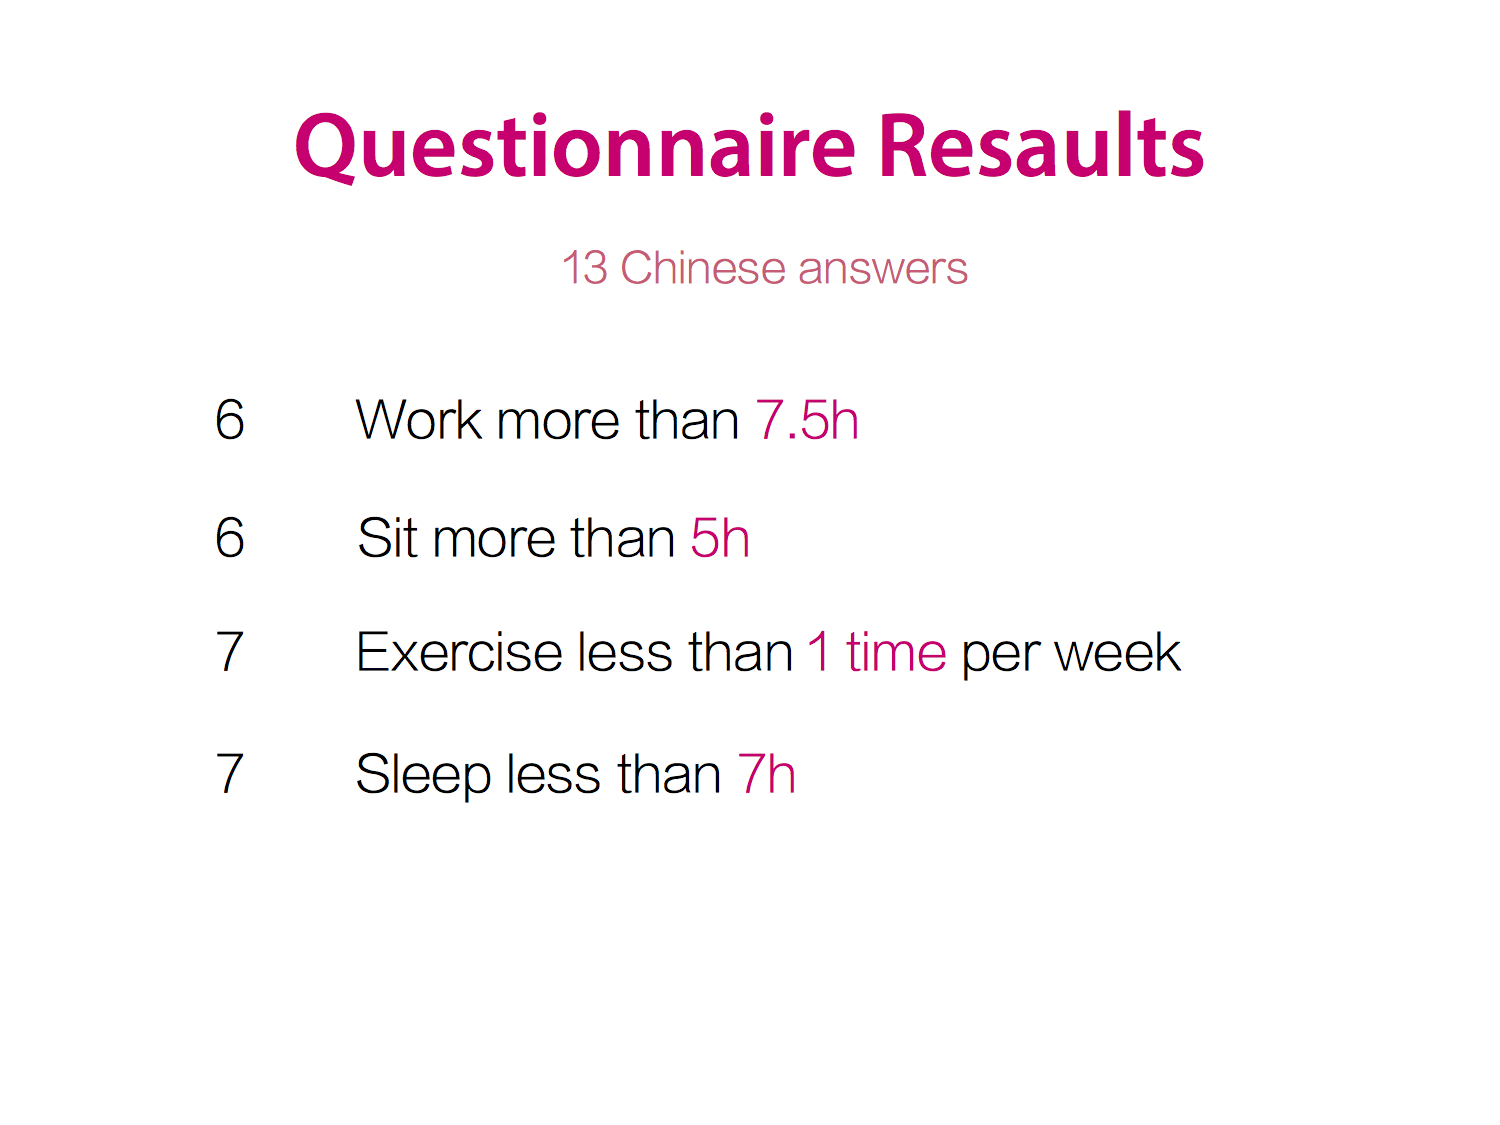 Questionnaire Resaults
13 Chinese answers
6 Work more than 7.5h
6 Sit more than 5h
7 Exercise less than 1 time per week
7 Sleep less than 7h